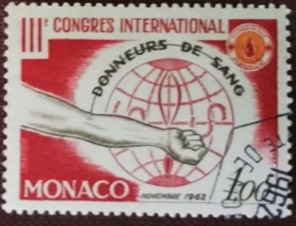 IIIe CONGRES INTERNATIONAL
DONNEURS DE SANG
MONACO
NOVEMBRE 1962
1.00